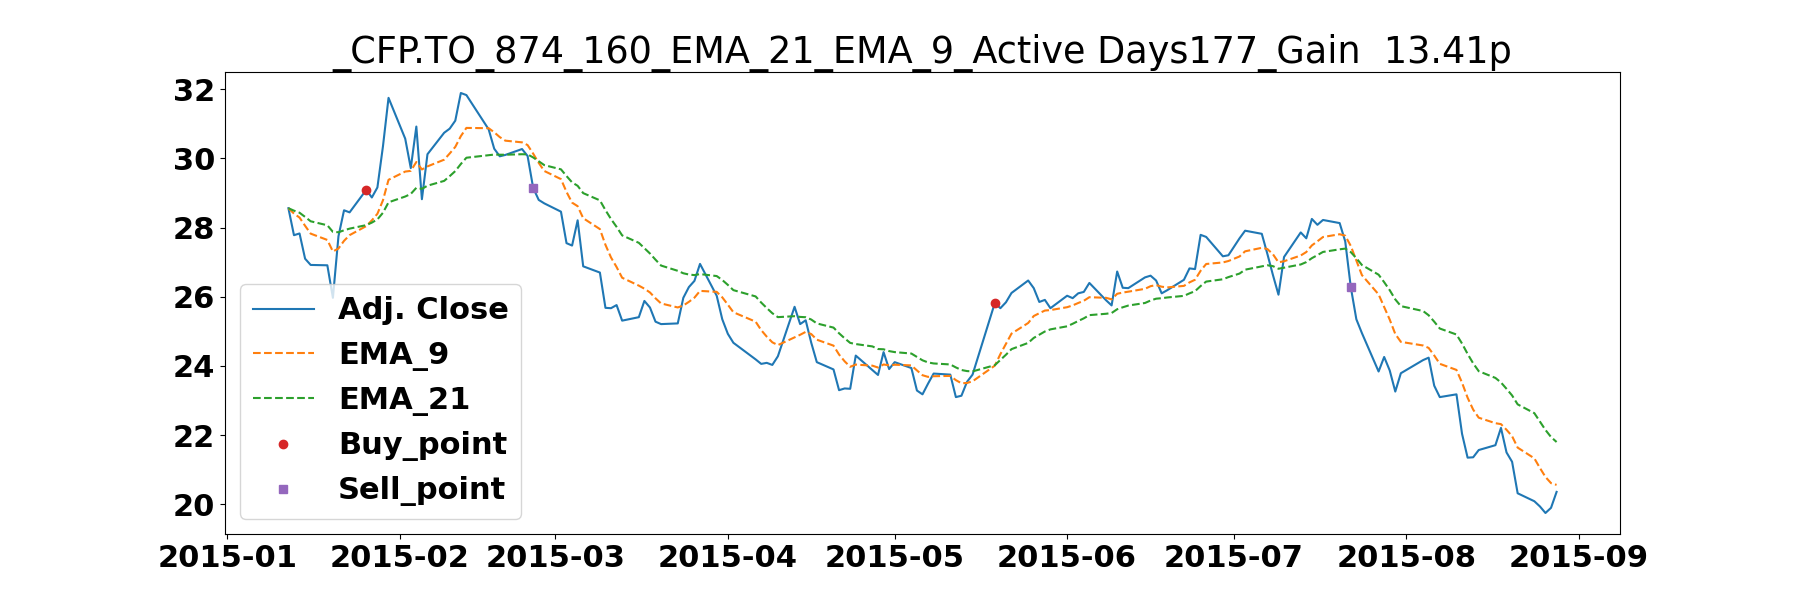 _CFP.TO_874_160_EMA_21_EMA_9_Active Days177_Gain  13.41p
32
30
28
26
24
22
20
Adj. Close
EMA_9
EMA_21
Buy_point
Sell_point
2015-01 2015-02 2015-03 2015-04 2015-05 2015-06 2015-07 2015-08 2015-09